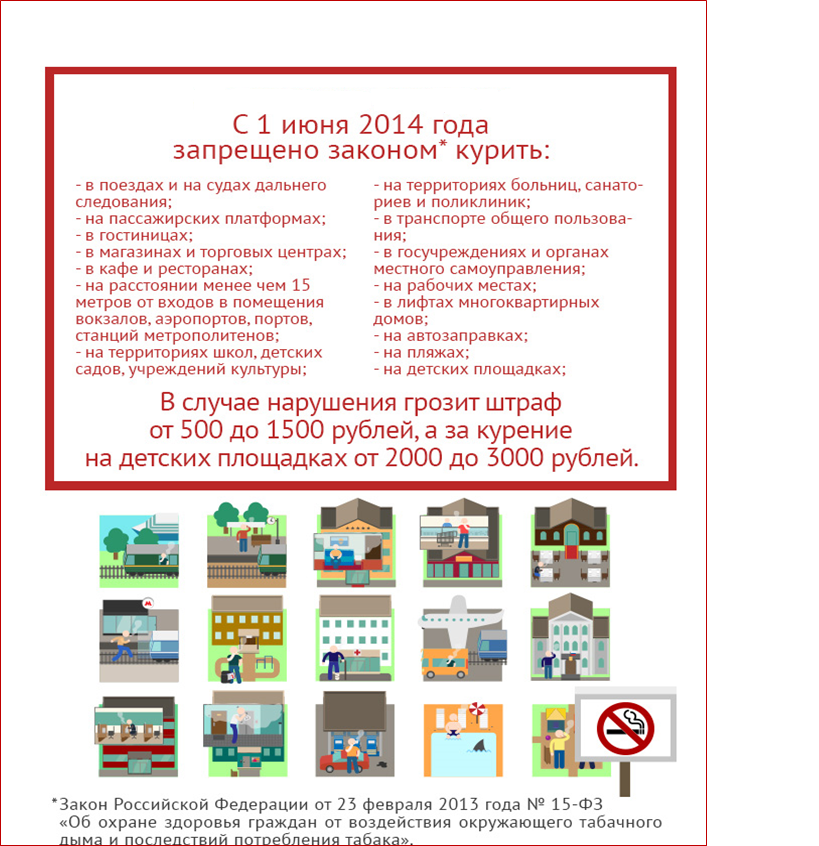 С 1 июня 2014 года
запрещено законом* курить:
- в поездах и на судах дальнего
следования;
- на пассажирских платформах;
- в гостиницах;
- в магазинах и торговых центрах;
- в кафе и ресторанах;
- на расстоянии менее чем 15
метров от входов в помещения
вокзалов, аэропортов, портов,
станций метрополитенов;
- на территориях школ, детских
садов, учреждений культуры;
- на территориях больниц, санато-
риев и поликлиник;
- в транспорте общего пользова-
ния;
- в госучреждениях и органах
местного самоуправления;
- на рабочих местах;
- в лифтах многоквартирных
домов;
- на автозаправках;
- на пляжах;
- на детских площадках;
В случае нарушения грозит штраф
от 500 до 1500 рублей, а за курение
на детских площадках от 2000 до 3000 рублей.
М
*Закон Российской Федерации от 23 февраля 2013 года № 15-ФЗ
«Об охране здоровья граждан от воздействия окружающего табачного
дыма и последствий потребления табака».